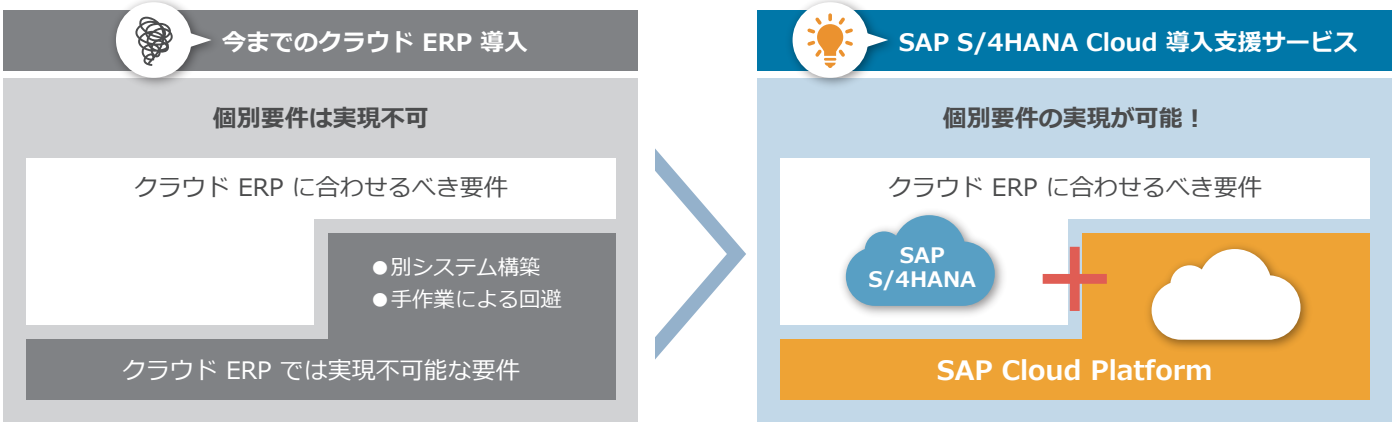 今までのクラウド ERP 導入
個別要件は実現不可
クラウド ERP に合わせるべき要件
●別システム構築
●手作業による回避
クラウド ERP では実現不可能な要件
SAP S/4HANA Cloud 導入支援サービス
個別要件の実現が可能！
クラウド ERP に合わせるべき要件
SAP
S/4HANA
SAP Cloud Platform